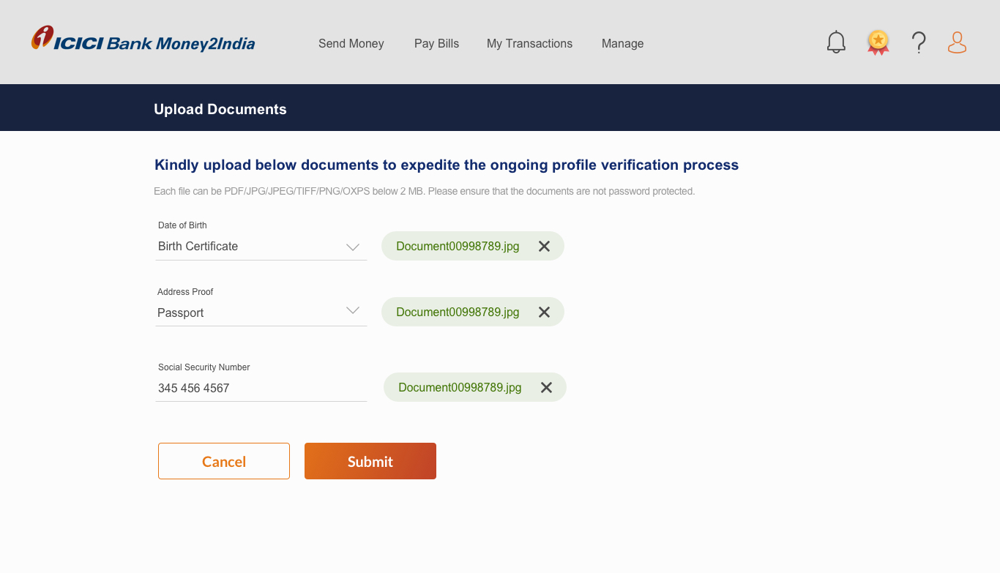 ICICI Bank Money2India
Send Money Pay Bills My Transactions Manage
Upload Documents
Kindly upload below documents to expedite the ongoing profile verification process
Each file can be PDF/JPG/JPEG/TIFF/PNG/OXPS below 2 MB. Please ensure that the documents are not password protected.
Date of Birth
Birth Certificate Document00998789.jpg
Address Proof
Passport Document00998789.jpg
Social Security Number
345 456 4567 Document00998789.jpg
Cancel Submit